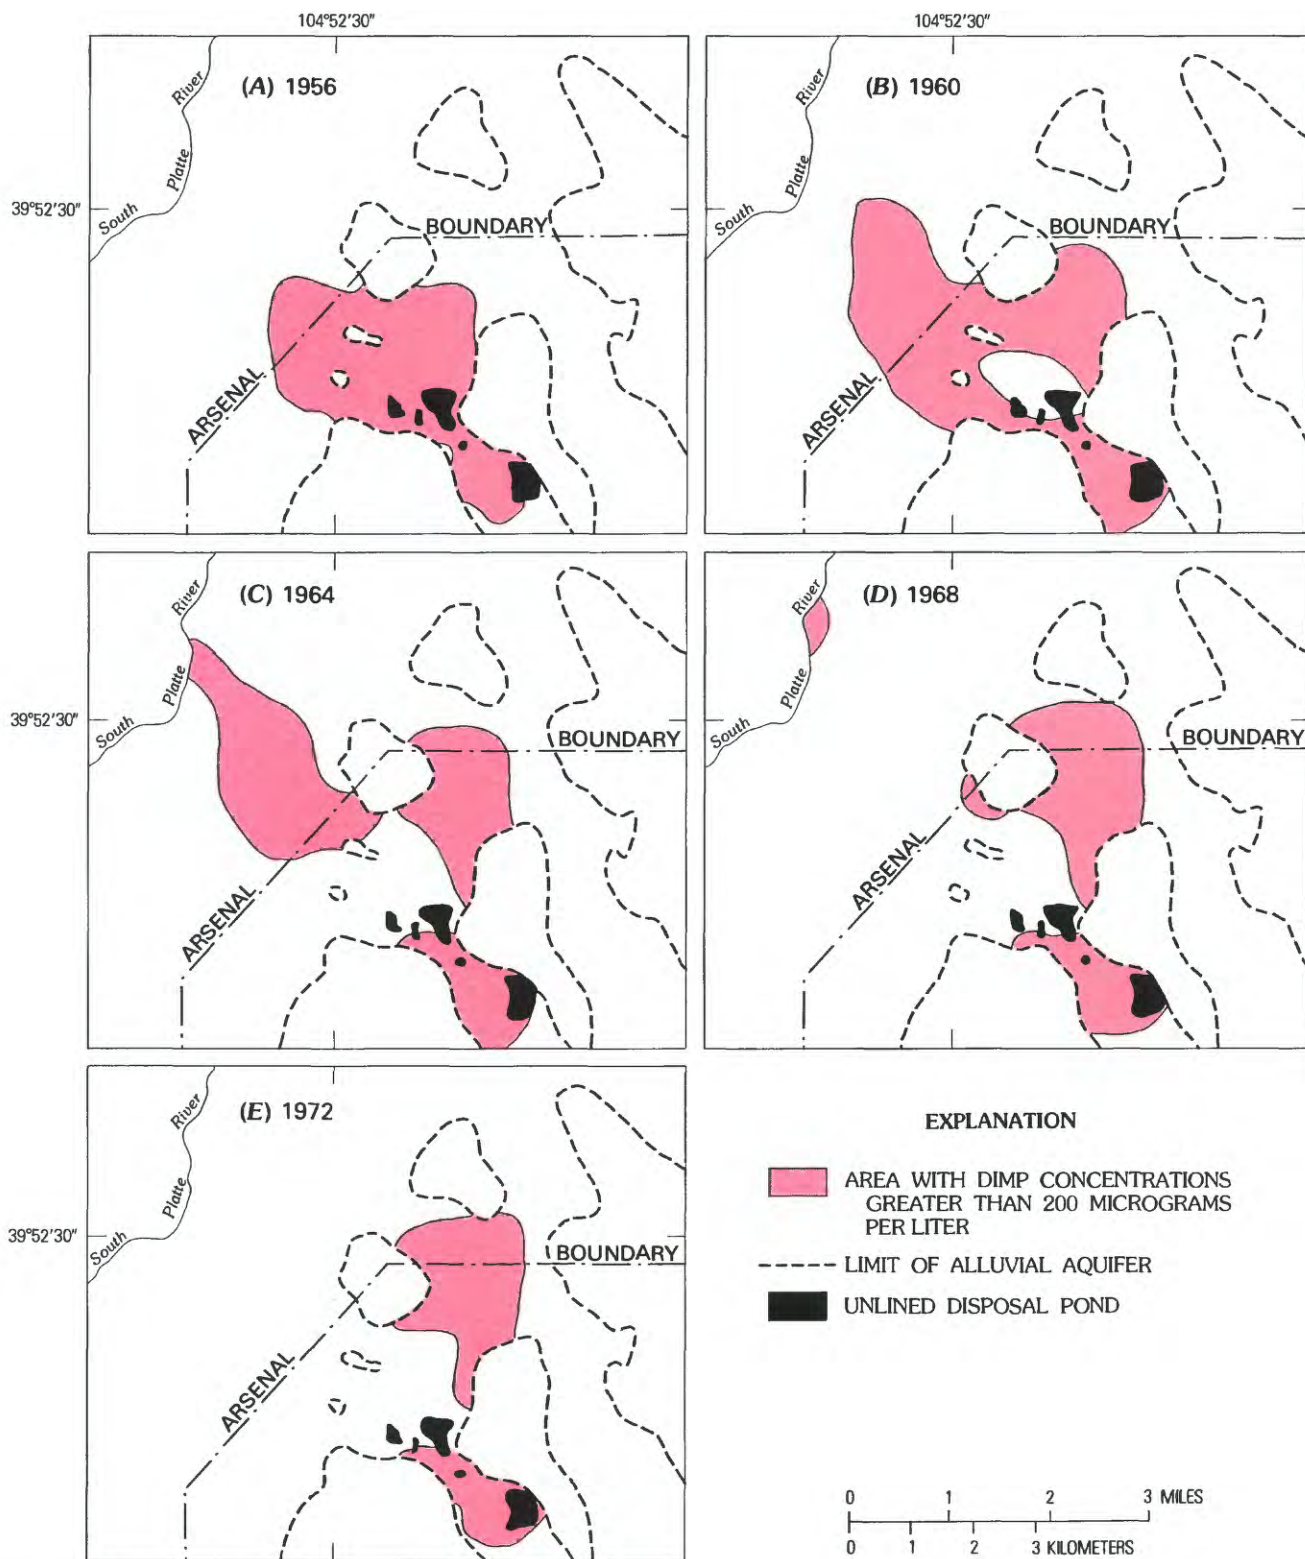 104°52'30"
104°52'30"
(A) 1956
River
Platte
South
39°52'30"
BOUNDARY
ARSENAL
(B) 1960
River
Platte
South
BOUNDARY
ARSENAL
(C) 1964
River
Platte
South
39°52'30"
BOUNDARY
ARSENAL
(D) 1968
River
Platte
South
BOUNDARY
ARSENAL
(E) 1972
River
Platte
South
39°52'30"
BOUNDARY
ARSENAL
EXPLANATION
AREA WITH DIMP CONCENTRATIONS
GREATER THAN 200 MICROGRAMS
PER LITER
LIMIT OF ALLUVIAL AQUIFER
UNLINED DISPOSAL POND
0 1 2 3 MILES
0 1 2 3 KILOMETERS